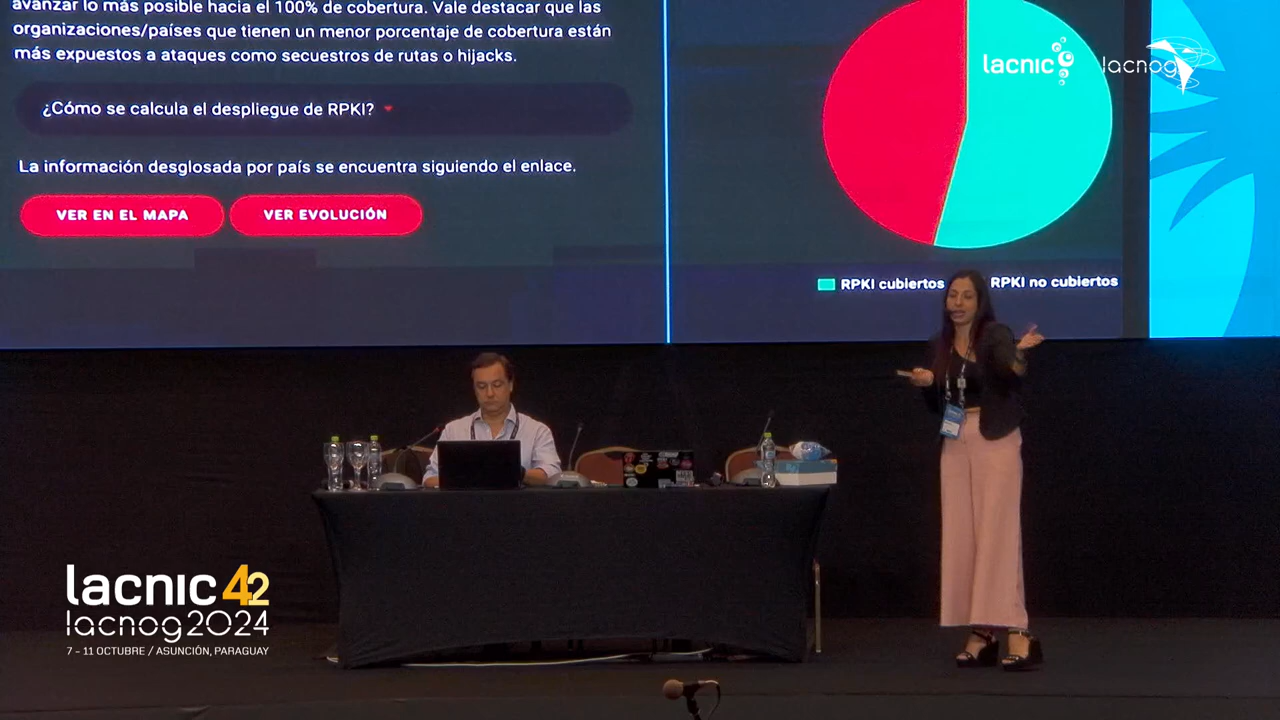 avanzar lo más posible hacia el 100% de cobertura. Vale destacar que las
organizaciones/países que tienen un menor porcentaje de cobertura están
más expuestos a ataques como secuestros de rutas o hijacks.
¿Cómo se calcula el despliegue de RPKI?
La información desglosada por país se encuentra siguiendo el enlace.
VER EN EL MAPA
VER EVOLUCIÓN
lacnic
lacnog
RPKI cubiertos
RPKI no cubiertos
lacnic 42
lacnog2024
7 - 11 OCTUBRE / ASUNCIÓN, PARAGUAY